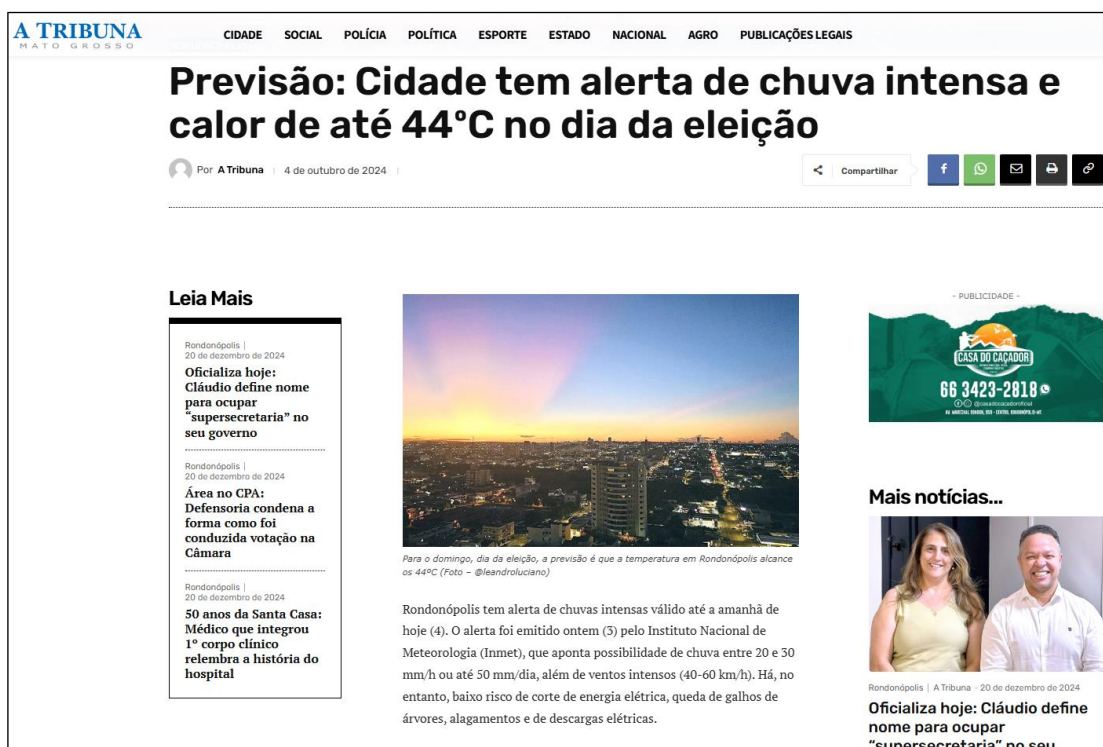 A TRIBUNA
MATO GROSSO
CIDADE SOCIAL POLÍCIA POLÍTICA ESPORTE ESTADO NACIONAL AGRO PUBLICAÇÕES LEGAIS
Previsão: Cidade tem alerta de chuva intensa e
calor de até 44°C no dia da eleição
Por A Tribuna 4 de outubro de 2024
Compartilhar
Leia Mais
Rondonópolis |
20 de dezembro de 2024
Oficializa hoje:
Cláudio define nome
para ocupar
“supersecretaria” no
seu governo
Rondonópolis |
20 de dezembro de 2024
Área no CPA:
Defensoria condena a
forma como foi
conduzida votação na
Câmara
Rondonópolis |
20 de dezembro de 2024
50 anos da Santa Casa:
Médico que integrou
1º corpo clínico
relembra a história do
hospital
Para o domingo, dia da eleição, a previsão é que a temperatura em Rondonópolis alcance
os 44ºC (Foto – @leandroluciano)
Rondonópolis tem alerta de chuvas intensas válido até a amanhã de
hoje (4). O alerta foi emitido ontem (3) pelo Instituto Nacional de
Meteorologia (Inmet), que aponta possibilidade de chuva entre 20 e 30
mm/h ou até 50 mm/dia, além de ventos intensos (40-60 km/h). Há, no
entanto, baixo risco de corte de energia elétrica, queda de galhos de
árvores, alagamentos e de descargas elétricas.
- PUBLICIDADE -
CASA DO CAÇADOR
66 3423-2818
Mais notícias...
Rondonópolis | A Tribuna - 20 de dezembro de 2024
Oficializa hoje: Cláudio define
nome para ocupar
“supersecretaria” no seu